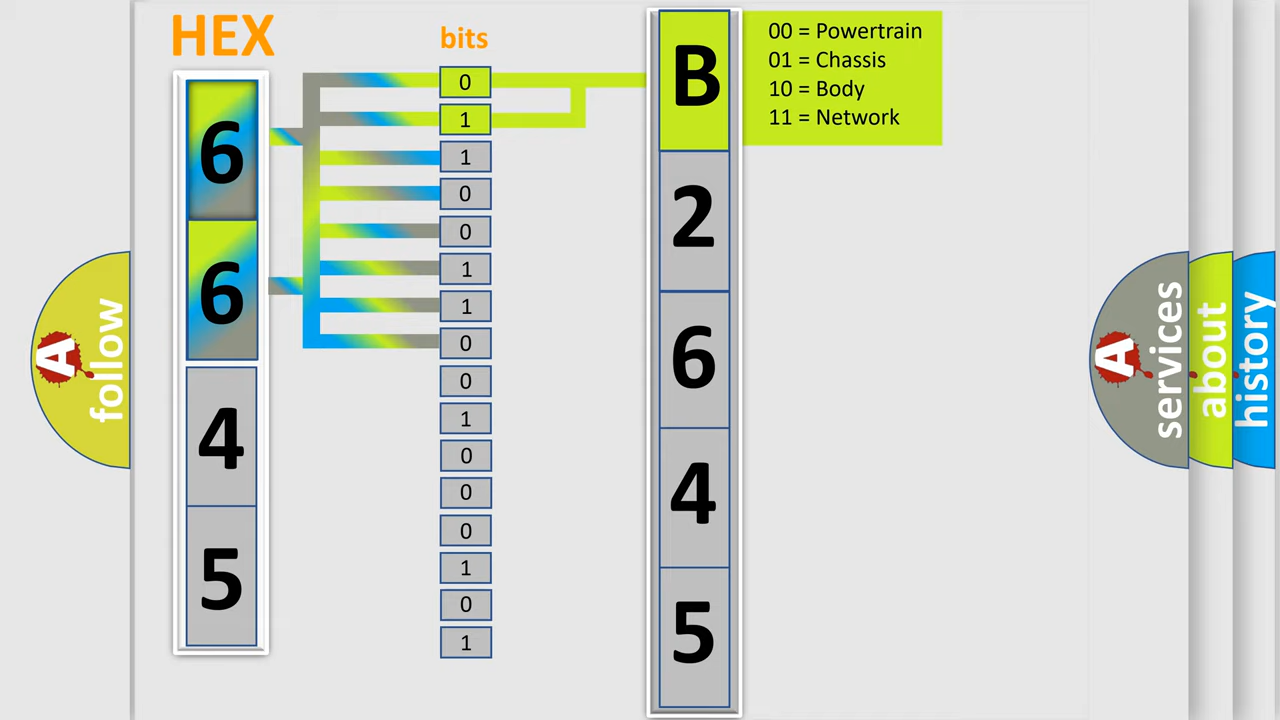 HEX
bits
6
6
4
5
0
1
1
0
0
1
1
0
0
1
0
0
0
1
0
1
B
2
6
4
5
00 = Powertrain
01 = Chassis
10 = Body
11 = Network
A
follow
A
services
about
history